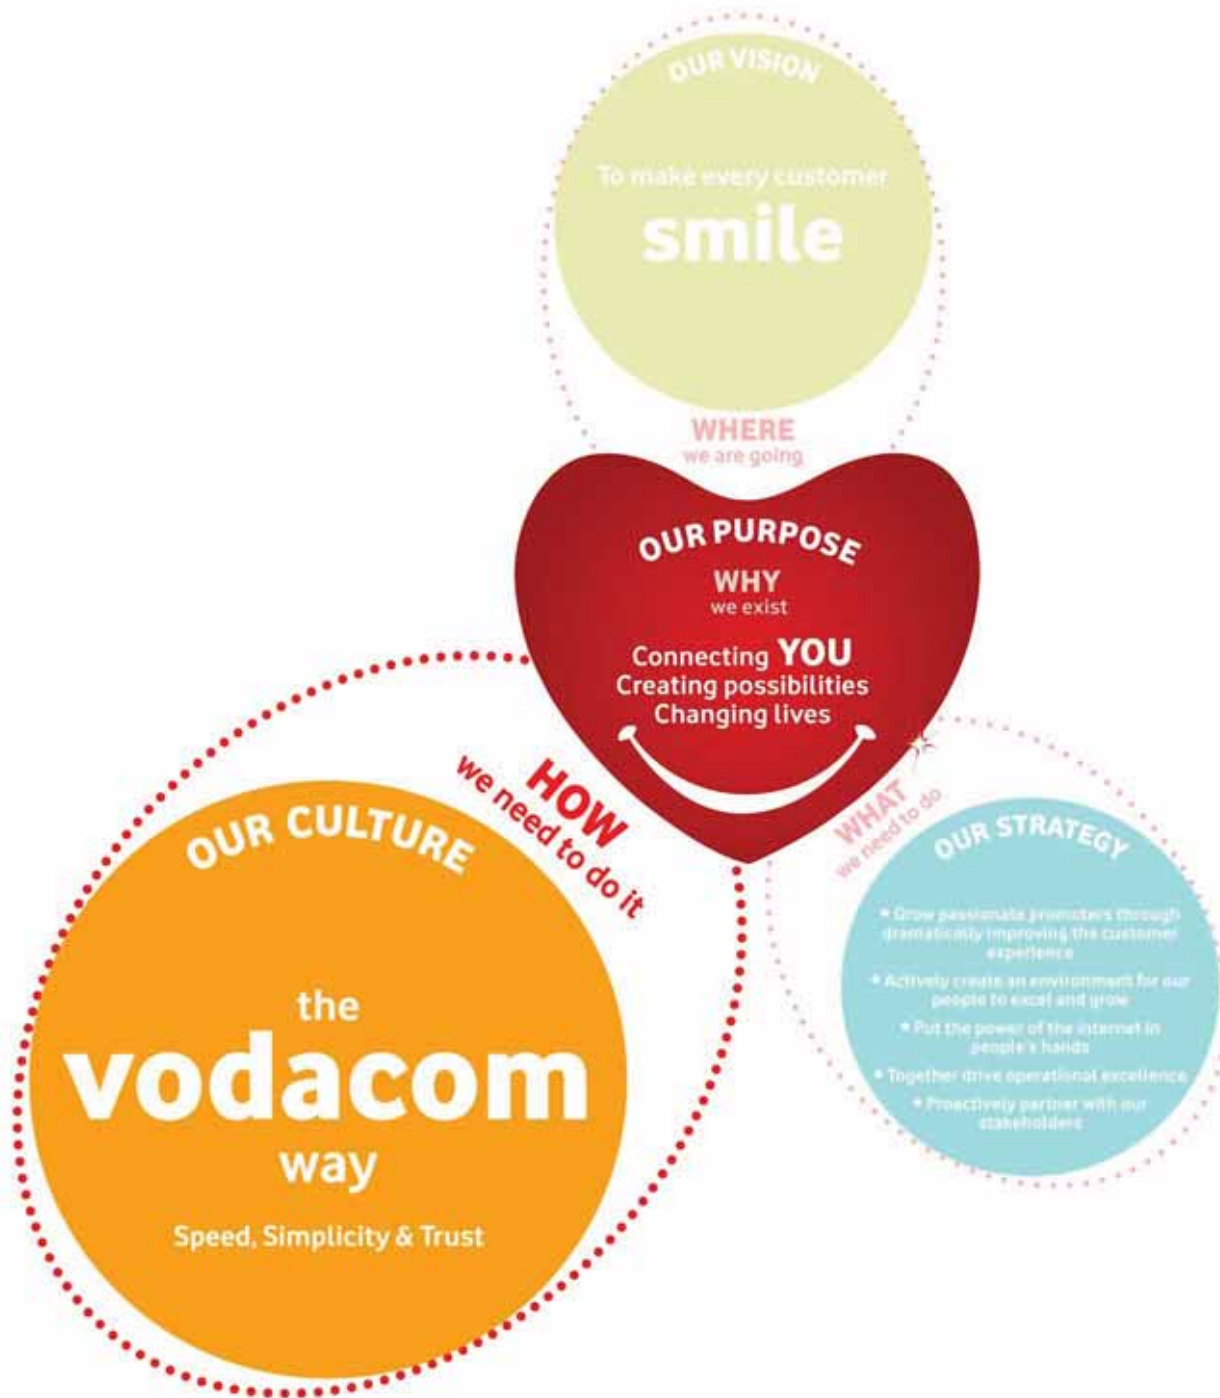 OUR VISION
To make every customer
smile
WHERE
we are going
OUR PURPOSE
WHY
we exist
Connecting YOU
Creating possibilities
Changing lives
HOW
we need to do it
WHAT
we need to do
OUR CULTURE
the
vodacom
way
Speed, Simplicity & Trust
OUR STRATEGY
* Grow passionate promoters through
dramatically improving the customer
experience
* Actively create an environment for our
people to excel and grow
* Put the power of the internet in
people's hands
* Together drive operational excellence
* Proactively partner with our
stakeholders